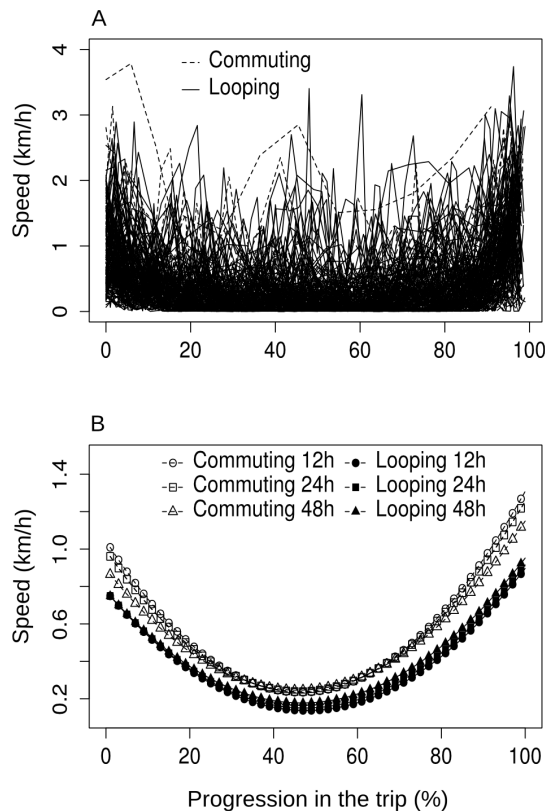 A
4
3
2
1
0
Speed (km/h)
Commuting
Looping
0 20 40 60 80 100
B
1.4
1.0
0.6
0.2
Speed (km/h)
Commuting 12h Looping 12h
Commuting 24h Looping 24h
Commuting 48h Looping 48h
0 20 40 60 80 100
Progression in the trip (%)